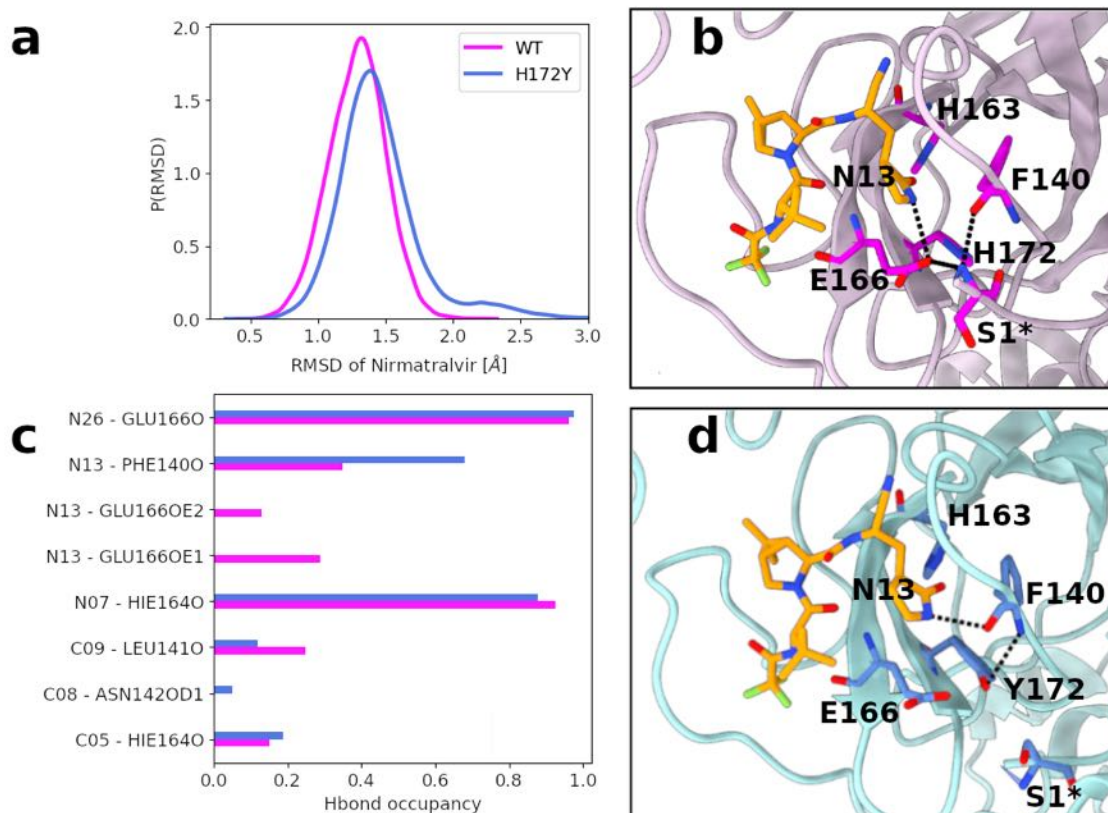 a
P(RMSD)
2.0
1.5
1.0
0.5
0.0
WT
H172Y
0.5 1.0 1.5 2.0 2.5 3.0
RMSD of Nirmatralvir [Å]
b
H163
N13
F140
H172
E166
S1*
c
N26 - GLU166O
N13 - PHE140O
N13 - GLU166OE2
N13 - GLU166OE1
N07 - HIE164O
C09 - LEU141O
C08 - ASN142OD1
C05 - HIE164O
0.0 0.2 0.4 0.6 0.8 1.0
Hbond occupancy
d
H163
N13
F140
Y172
E166
S1*